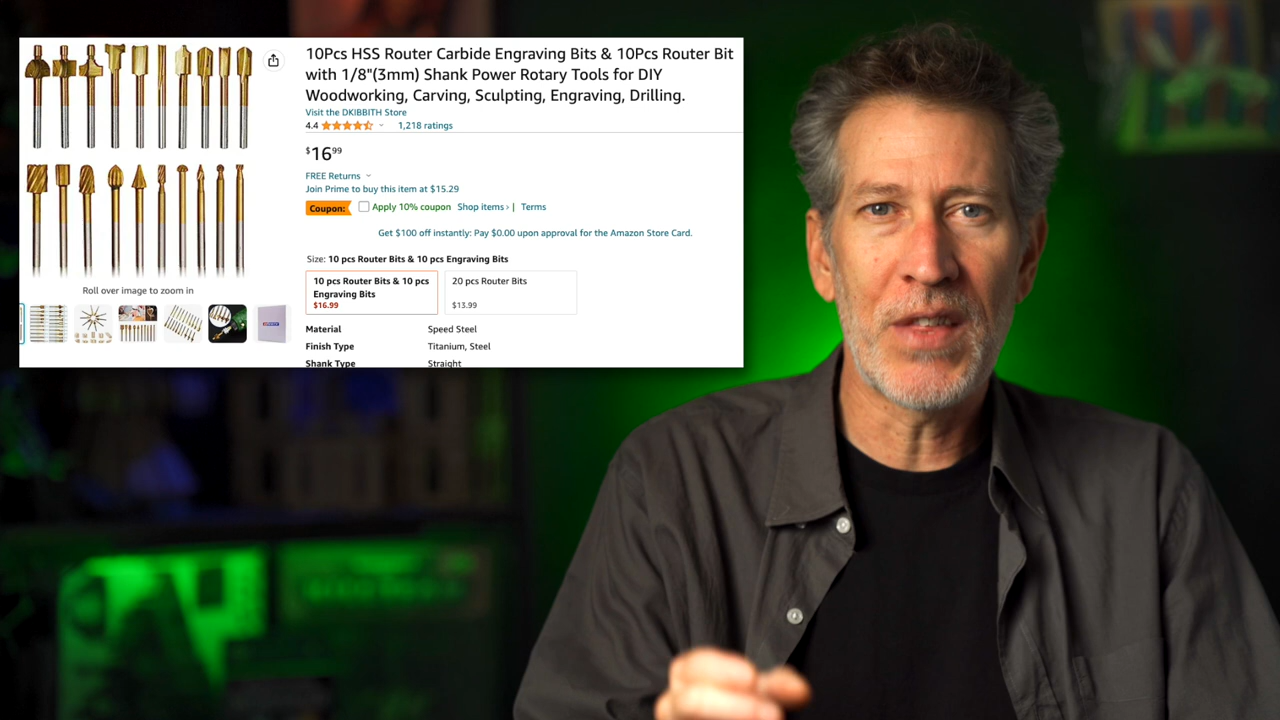 10Pcs HSS Router Carbide Engraving Bits & 10Pcs Router Bit
with 1/8"(3mm) Shank Power Rotary Tools for DIY
Woodworking, Carving, Sculpting, Engraving, Drilling.
Visit the DKIBBITH Store
4.4 1,218 ratings
$16.99
FREE Returns
Join Prime to buy this item at $15.29
Coupon: Apply 10% coupon Shop items › | Terms
Get $100 off instantly: Pay $0.00 upon approval for the Amazon Store Card.
Size: 10 pcs Router Bits & 10 pcs Engraving Bits
10 pcs Router Bits & 10 pcs
Engraving Bits
$16.99
20 pcs Router Bits
$13.99
Material Speed Steel
Finish Type Titanium, Steel
Shank Type Straight
Roll over image to zoom in